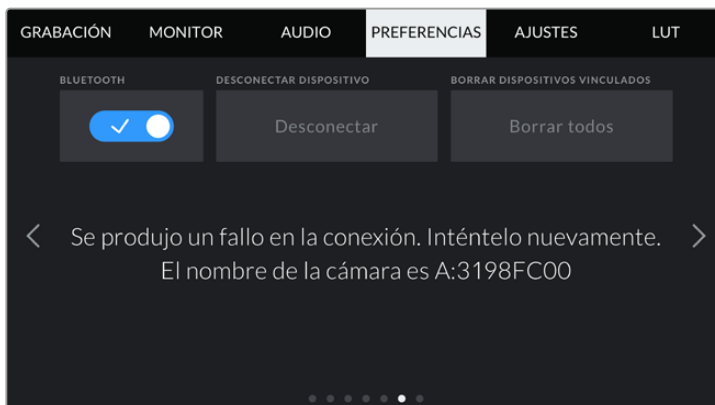 GRABACIÓN MONITOR AUDIO PREFERENCIAS AJUSTES LUT
BLUETOOTH DESCONECTAR DISPOSITIVO BORRAR DISPOSITIVOS VINCULADOS
Desconectar Borrar todos
Se produjo un fallo en la conexión. Inténtelo nuevamente.
El nombre de la cámara es A:3198FC00